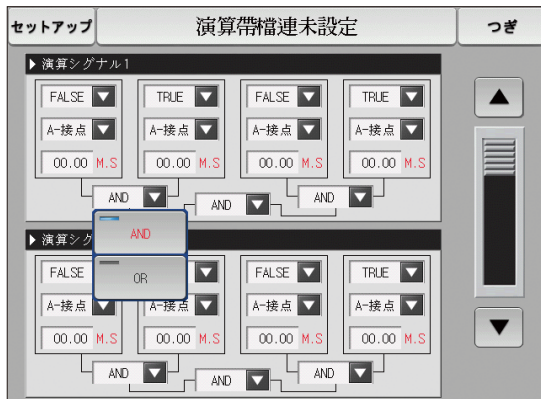 セットアップ
演算帶檔連未設定
つぎ
▶ 演算シグナル1
FALSE ▼ TRUE ▼ FALSE ▼ TRUE ▼
A-接点 ▼ A-接点 ▼ A-接点 ▼ A-接点 ▼
00.00 M.S 00.00 M.S 00.00 M.S 00.00 M.S
AND ▼ AND ▼ AND ▼
AND
OR
▶ 演算シグ
FALSE ▼ FALSE ▼ TRUE ▼
A-接点 ▼ A-接点 ▼ A-接点 ▼ A-接点 ▼
00.00 M.S 00.00 M.S 00.00 M.S 00.00 M.S
AND ▼ AND ▼ AND ▼